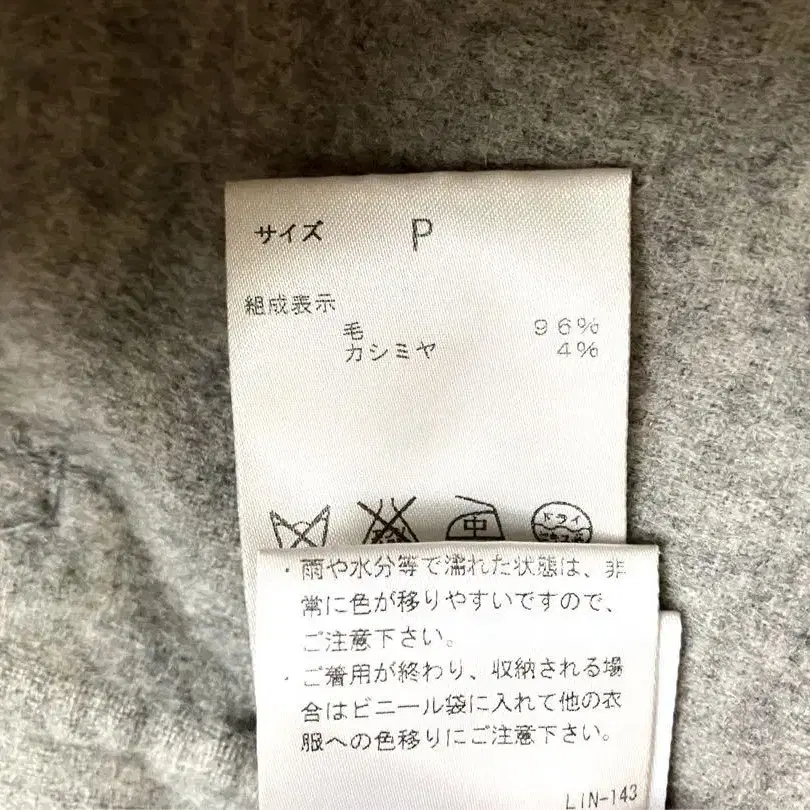 サイズ P
組成表示
毛 96%
カシミヤ 4%
中 ドライ
・雨や水分等で濡れた状態は、非
常に色が移りやすいですので、
ご注意下さい。
・ご着用が終わり、収納される場
合はビニール袋に入れて他の衣
服への色移りにご注意下さい。
LIN-143